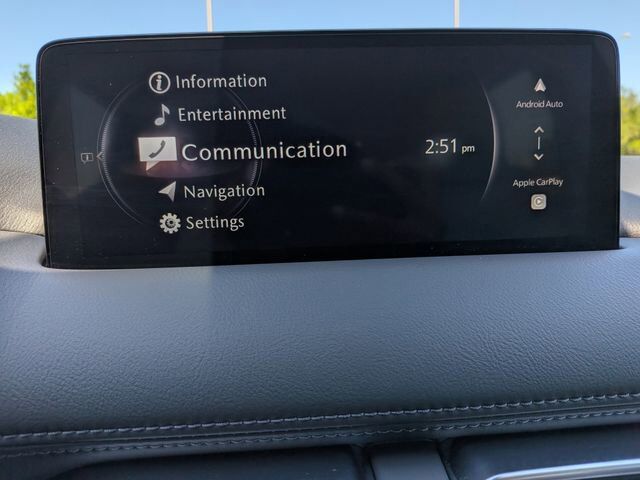 Information
Entertainment
Communication
Navigation
Settings
2:51 pm
Android Auto
Apple CarPlay